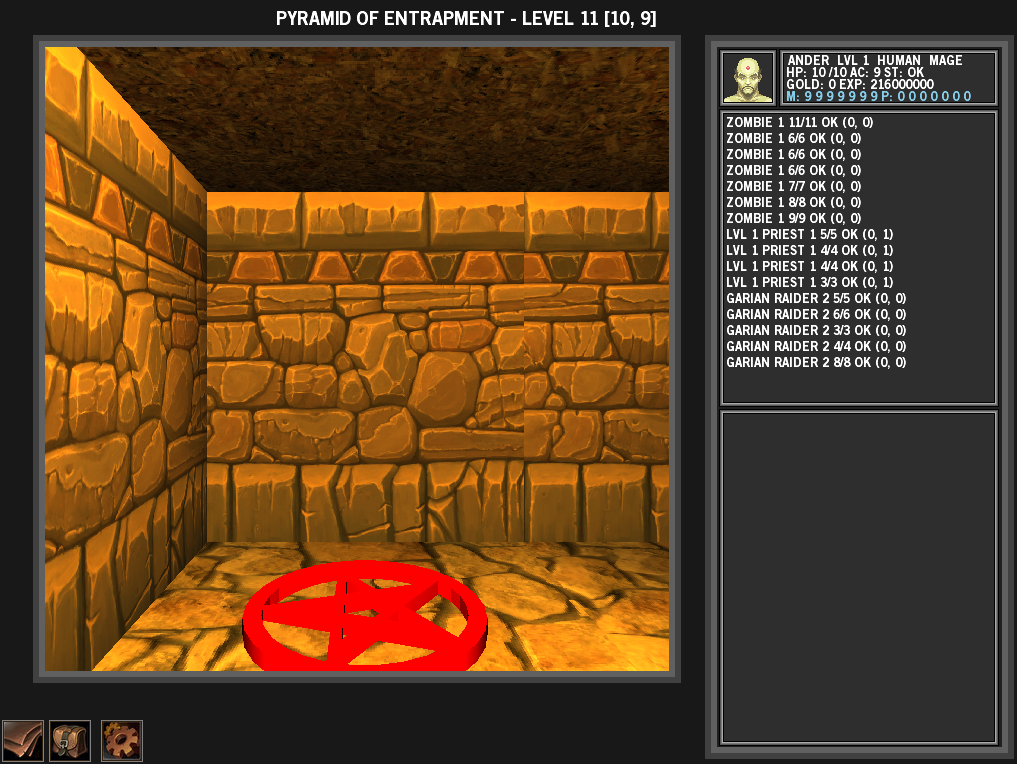 PYRAMID OF ENTRAPMENT - LEVEL 11 [10, 9]
ANDER LVL 1 HUMAN MAGE
HP: 10/10 AC: 9 ST: OK
GOLD: 0 EXP: 216000000
M: 9 9 9 9 9 9 9 P: 0 0 0 0 0 0 0
ZOMBIE 1 11/11 OK (0, 0)
ZOMBIE 1 6/6 OK (0, 0)
ZOMBIE 1 6/6 OK (0, 0)
ZOMBIE 1 6/6 OK (0, 0)
ZOMBIE 1 7/7 OK (0, 0)
ZOMBIE 1 8/8 OK (0, 0)
ZOMBIE 1 9/9 OK (0, 0)
LVL 1 PRIEST 1 5/5 OK (0, 1)
LVL 1 PRIEST 1 4/4 OK (0, 1)
LVL 1 PRIEST 1 4/4 OK (0, 1)
LVL 1 PRIEST 1 3/3 OK (0, 1)
GARIAN RAIDER 2 5/5 OK (0, 0)
GARIAN RAIDER 2 6/6 OK (0, 0)
GARIAN RAIDER 2 3/3 OK (0, 0)
GARIAN RAIDER 2 4/4 OK (0, 0)
GARIAN RAIDER 2 8/8 OK (0, 0)